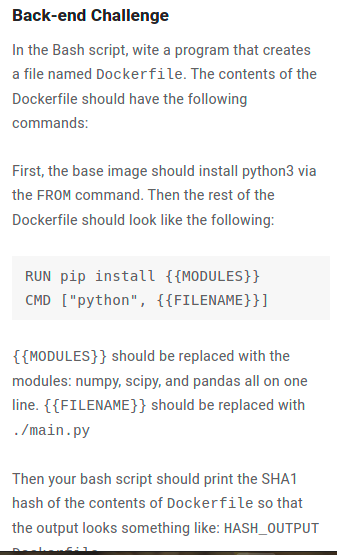 Back-end Challenge
In the Bash script, wite a program that creates
a file named Dockerfile. The contents of the
Dockerfile should have the following
commands:
First, the base image should install python3 via
the FROM command. Then the rest of the
Dockerfile should look like the following:
RUN pip install {{MODULES}}
CMD ["python", {{FILENAME}}]
{{MODULES}} should be replaced with the
modules: numpy, scipy, and pandas all on one
line. {{FILENAME}} should be replaced with
./main.py
Then your bash script should print the SHA1
hash of the contents of Dockerfile so that
the output looks something like: HASH_OUTPUT